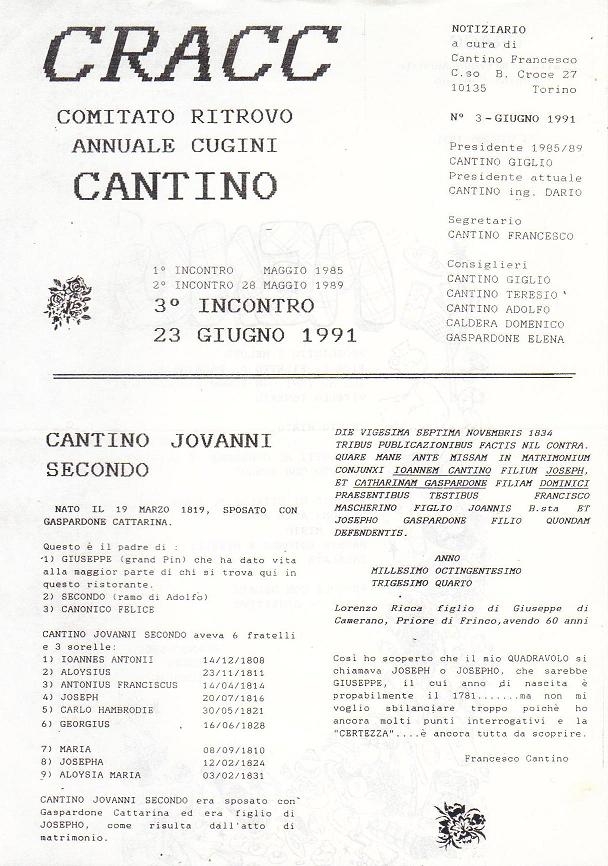 CRACC
COMITATO RITROVO
ANNUALE CUGINI
CANTINO
1° INCONTRO MAGGIO 1985
2° INCONTRO 28 MAGGIO 1989
3° INCONTRO
23 GIUGNO 1991
NOTIZIARIO
a cura di
Cantino Francesco
C.so B. Croce 27
10135 Torino
N° 3-GIUGNO 1991
Presidente 1985/89
CANTINO GIGLIO
Presidente attuale
CANTINO ing. DARIO
Segretario
CANTINO FRANCESCO
Consiglieri
CANTINO GIGLIO
CANTINO TERESIO
CANTINO ADOLFO
CALDERA DOMENICO
GASPARDONE ELENA
CANTINO JOVANNI
SECONDO
NATO IL 19 MARZO 1819, SPOSATO CON
GASPARDONE CATTARINA.
Questo è il padre di :
1) GIUSEPPE (grand Pin) che ha dato vita
alla maggior parte di chi si trova qui in
questo ristorante.
2) SECONDO (ramo di Adolfo)
3) CANONICO FELICE
CANTINO JOVANNI SECONDO aveva 6 fratelli
e 3 sorelle:
1) IOANNES ANTONII 14/12/1808
2) ALOYSIUS 23/11/1811
3) ANTONIUS FRANCISCUS 14/04/1814
4) JOSEPH 20/07/1816
5) CARLO HAMBRODIE 30/05/1821
6) GEORGIUS 16/06/1828
7) MARIA 08/09/1810
8) JOSEPHA 12/02/1824
9) ALOYSIA MARIA 03/02/1831
CANTINO JOVANNI SECONDO era sposato con
Gaspardone Cattarina ed era figlio di
JOSEPHO, come risulta dall'atto di
matrimonio.
DIE VIGESIMA SEPTIMA NOVEMBRIS 1834
TRIBUS PUBLICAZIONIBUS FACTIS NIL CONTRA.
QUARE MANE ANTE MISSAM IN MATRIMONIUM
CONJUNXI IOANNEM CANTINO FILIUM JOSEPH,
ET CATHARINAM GASPARDONE FILIAM DOMINICI
PRAESENTIBUS TESTIBUS FRANCISCO
MASCHERINO FIGLIO JOANNIS B.sta ET
JOSEPHO GASPARDONE FILIO QUONDAM
DEFENDENTIS.
ANNO
MILLESIMO OCTINGENTESIMO
TRIGESIMO QUARTO
Lorenzo Ricca figlio di Giuseppe di
Camerano, Priore di Frinco,avendo 60 anni
Così ho scoperto che il mio QUADRAVOLO si
chiamava JOSEPH o JOSEPHO, che sarebbe
GIUSEPPE, il cui anno di nascita è
propabilmente il 1781.......ma non mi
voglio sbilanciare troppo poichè ho
ancora molti punti interrogativi e la
"CERTEZZA"....è ancora tutta da scoprire.
Francesco Cantino